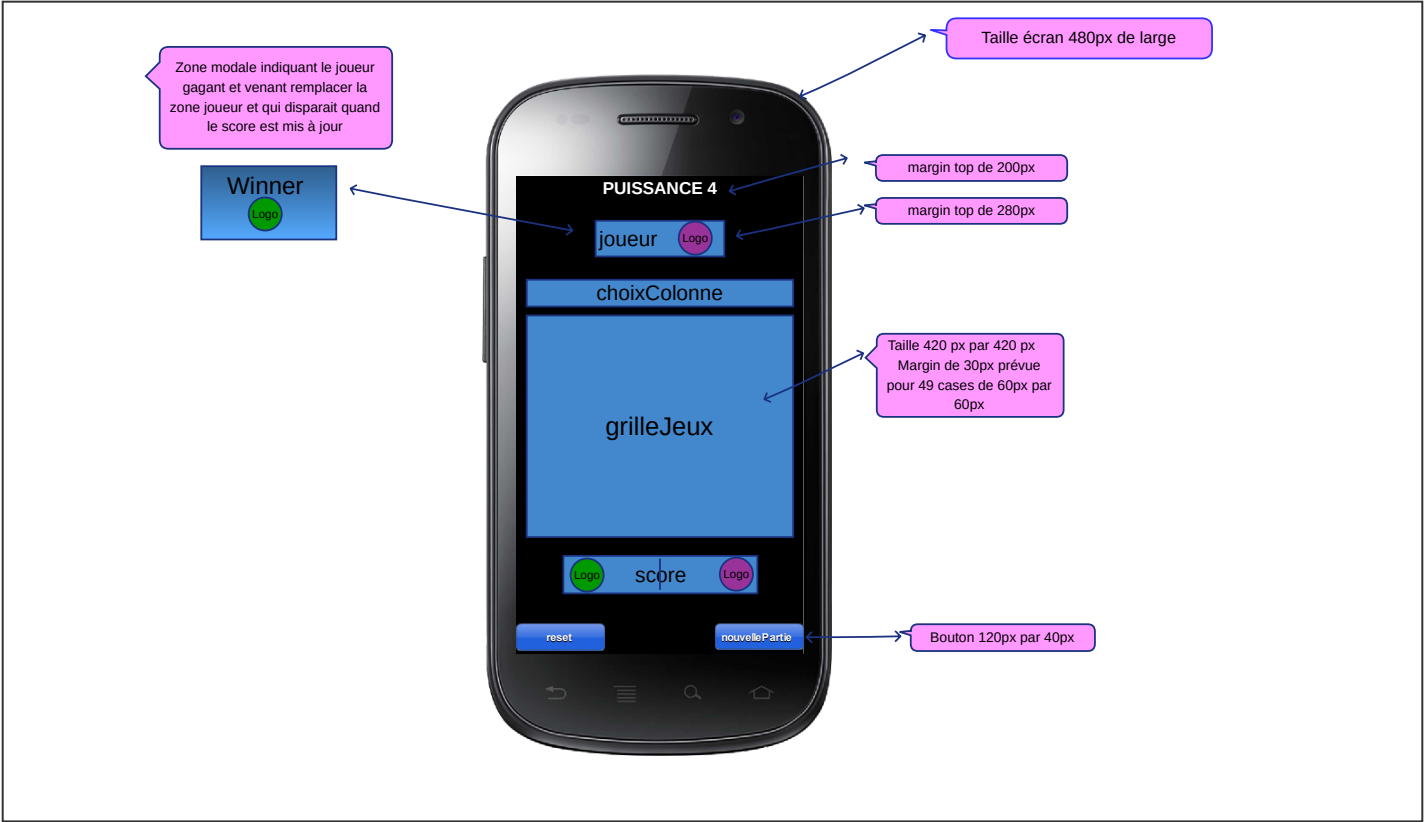 Taille écran 480px de large
Zone modale indiquant le joueur
gagant et venant remplacer la
zone joueur et qui disparait quand
le score est mis à jour
Winner
Logo
PUISSANCE 4
margin top de 200px
margin top de 280px
joueur
Logo
choixColonne
Taille 420 px par 420 px
Margin de 30px prévue
pour 49 cases de 60px par
60px
grilleJeux
Logo
score
Logo
reset
nouvellePartie
Bouton 120px par 40px